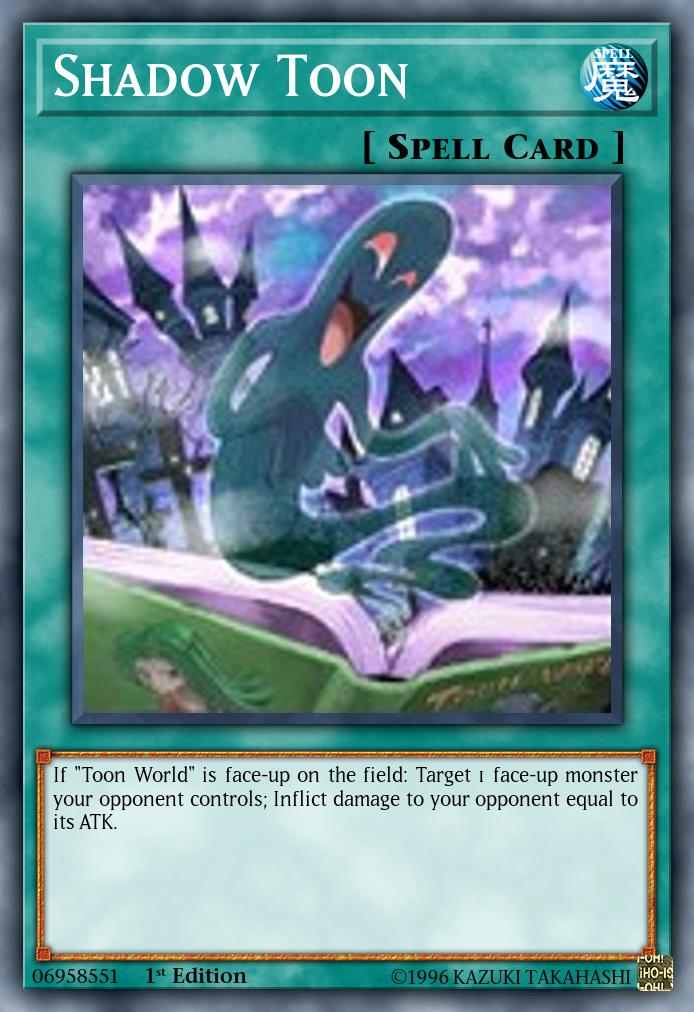 Shadow Toon
SPELL
魔
[ Spell Card ]
If "Toon World" is face-up on the field: Target 1 face-up monster
your opponent controls; Inflict damage to your opponent equal to
its ATK.
06958551 1st Edition ©1996 KAZUKI TAKAHASHI